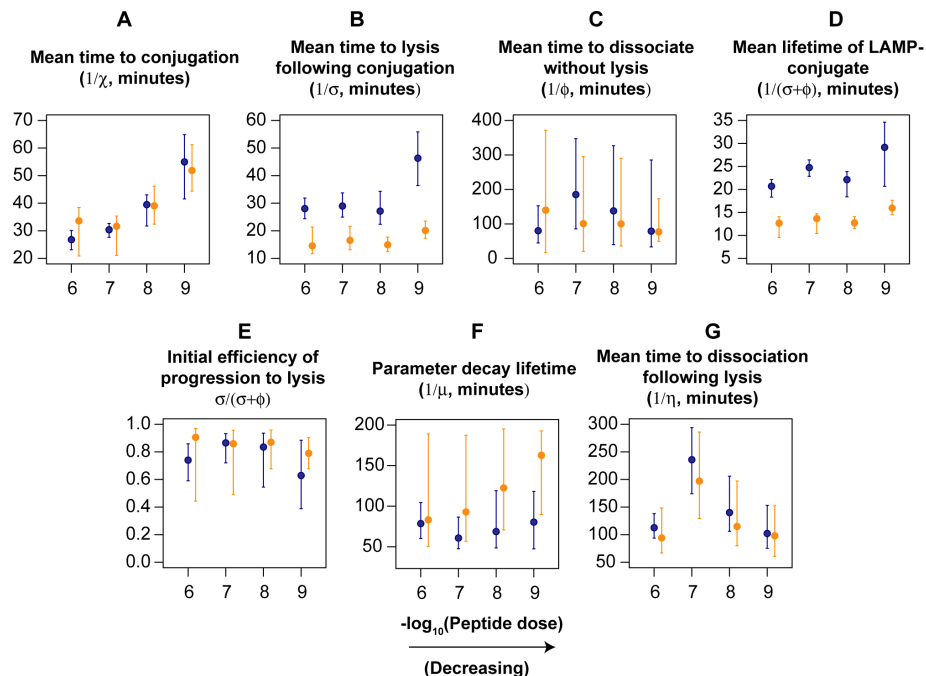 A
Mean time to conjugation
(1/χ, minutes)
70
60
50
40
30
20
6 7 8 9
B
Mean time to lysis
following conjugation
(1/σ, minutes)
60
50
40
30
20
10
6 7 8 9
C
Mean time to dissociate
without lysis
(1/ϕ, minutes)
400
300
200
100
0
6 7 8 9
D
Mean lifetime of LAMP-
conjugate
(1/(σ+ϕ), minutes)
35
30
25
20
15
10
5
6 7 8 9
E
Initial efficiency of
progression to lysis
σ/(σ+ϕ)
1.0
0.8
0.6
0.4
0.2
0.0
6 7 8 9
F
Parameter decay lifetime
(1/μ, minutes)
200
150
100
50
6 7 8 9
-log10(Peptide dose)
(Decreasing)
G
Mean time to dissociation
following lysis
(1/η, minutes)
300
250
200
150
100
50
6 7 8 9